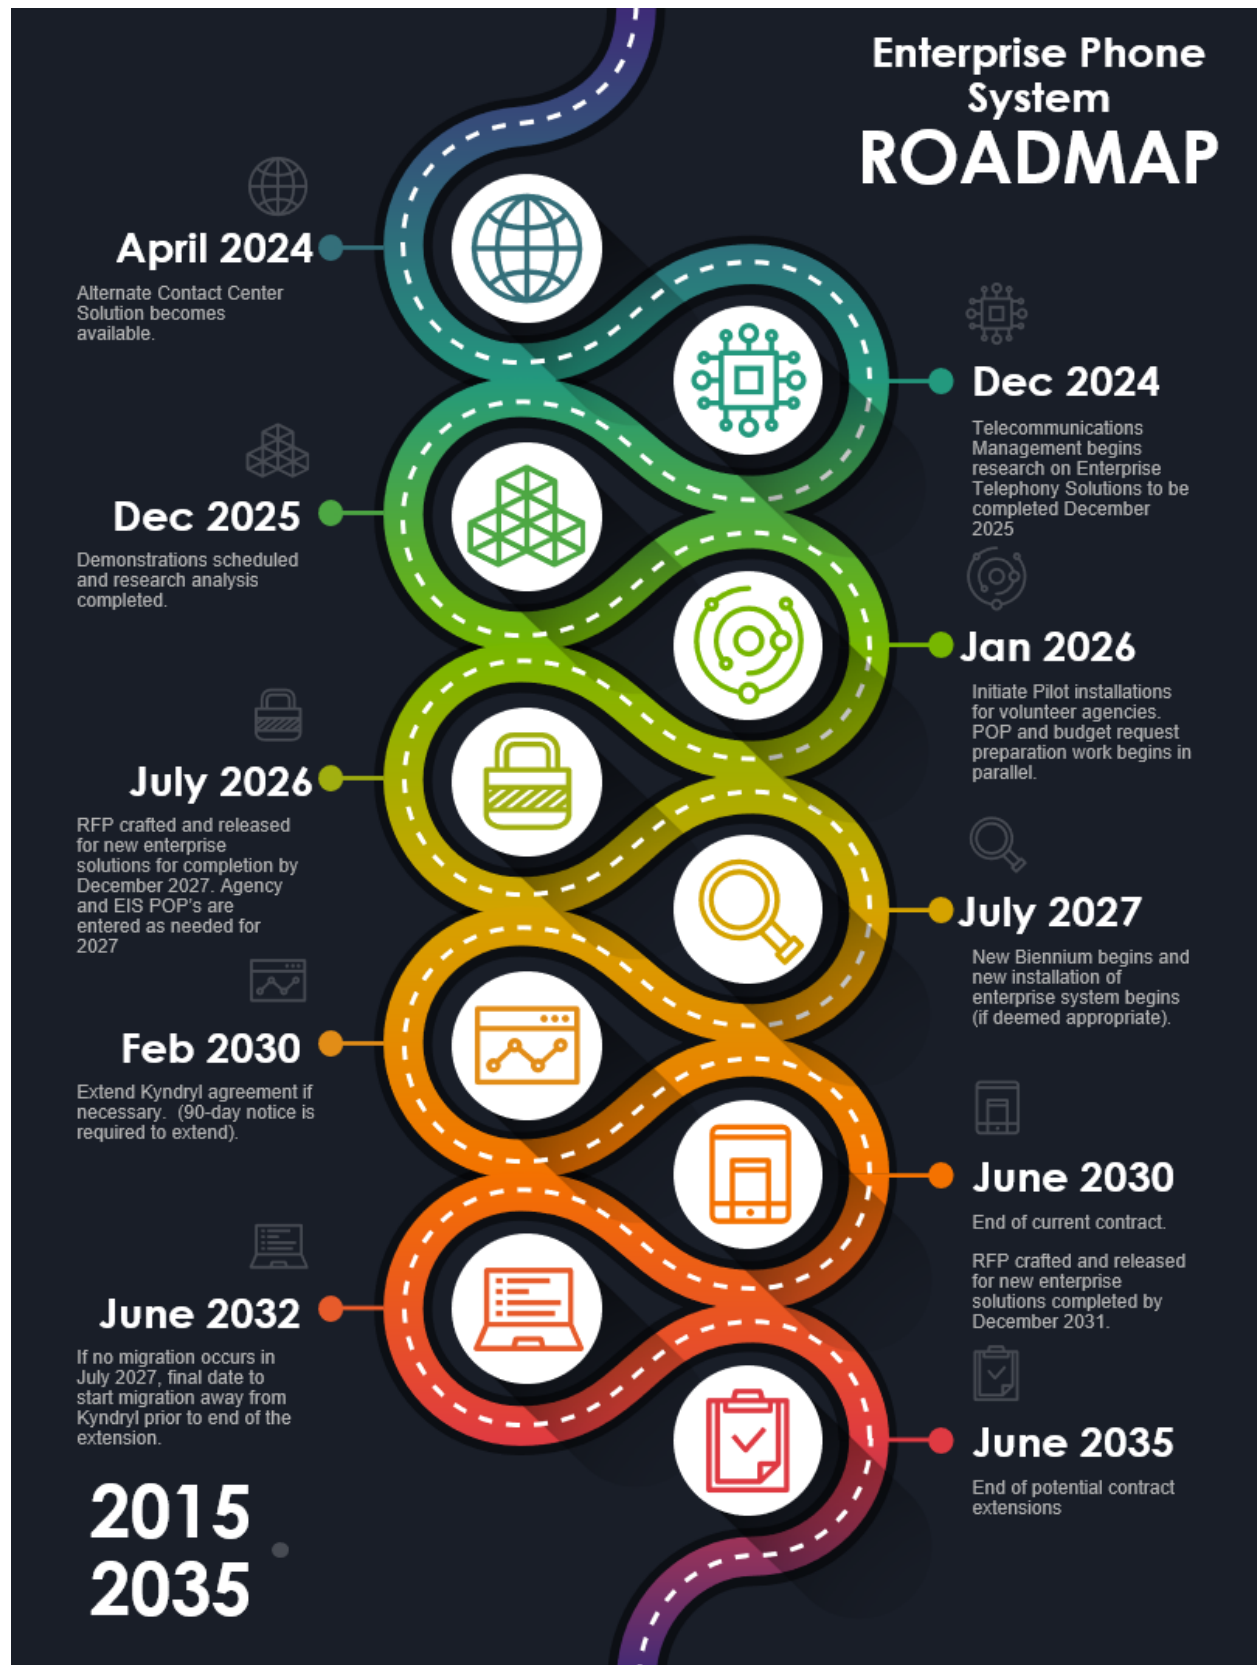 Enterprise Phone
System
ROADMAP
April 2024
Alternate Contact Center
Solution becomes
available.
Dec 2024
Telecommunications
Management begins
research on Enterprise
Telephony Solutions to be
completed December
2025
Dec 2025
Demonstrations scheduled
and research analysis
completed.
Jan 2026
Initiate Pilot installations
for volunteer agencies.
POP and budget request
preparation work begins in
parallel.
July 2026
RFP crafted and released
for new enterprise
solutions for completion by
December 2027. Agency
and EIS POP's are
entered as needed for
2027
July 2027
New Biennium begins and
new installation of
enterprise system begins
(if deemed appropriate).
Feb 2030
Extend Kyndryl agreement if
necessary. (90-day notice is
required to extend).
June 2030
End of current contract.
RFP crafted and released
for new enterprise
solutions completed by
December 2031.
June 2032
If no migration occurs in
July 2027, final date to
start migration away from
Kyndryl prior to end of the
extension.
June 2035
End of potential contract
extensions
2015
2035